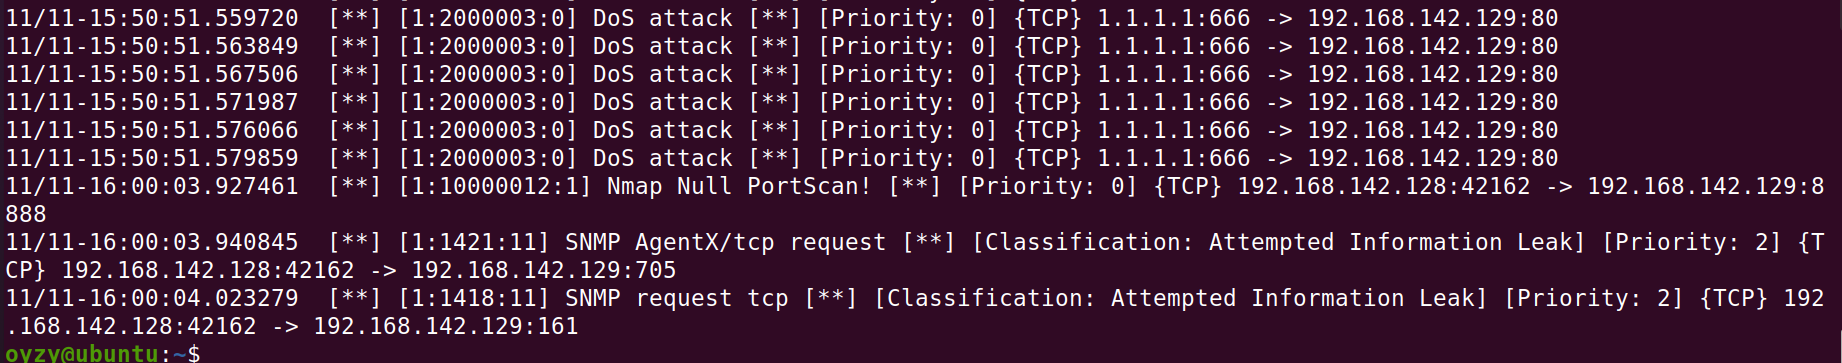 11/11-15:50:51.559720  [**] [1:2000003:0] DoS attack [**] [Priority: 0] {TCP} 1.1.1.1:666 -> 192.168.142.129:80
11/11-15:50:51.563849  [**] [1:2000003:0] DoS attack [**] [Priority: 0] {TCP} 1.1.1.1:666 -> 192.168.142.129:80
11/11-15:50:51.567506  [**] [1:2000003:0] DoS attack [**] [Priority: 0] {TCP} 1.1.1.1:666 -> 192.168.142.129:80
11/11-15:50:51.571987  [**] [1:2000003:0] DoS attack [**] [Priority: 0] {TCP} 1.1.1.1:666 -> 192.168.142.129:80
11/11-15:50:51.576066  [**] [1:2000003:0] DoS attack [**] [Priority: 0] {TCP} 1.1.1.1:666 -> 192.168.142.129:80
11/11-15:50:51.579859  [**] [1:2000003:0] DoS attack [**] [Priority: 0] {TCP} 1.1.1.1:666 -> 192.168.142.129:80
11/11-16:00:03.927461  [**] [1:10000012:1] Nmap Null PortScan! [**] [Priority: 0] {TCP} 192.168.142.128:42162 -> 192.168.142.129:8
888
11/11-16:00:03.940845  [**] [1:1421:11] SNMP AgentX/tcp request [**] [Classification: Attempted Information Leak] [Priority: 2] {T
CP} 192.168.142.128:42162 -> 192.168.142.129:705
11/11-16:00:04.023279  [**] [1:1418:11] SNMP request tcp [**] [Classification: Attempted Information Leak] [Priority: 2] {TCP} 192
.168.142.128:42162 -> 192.168.142.129:161
oyzy@ubuntu:~$